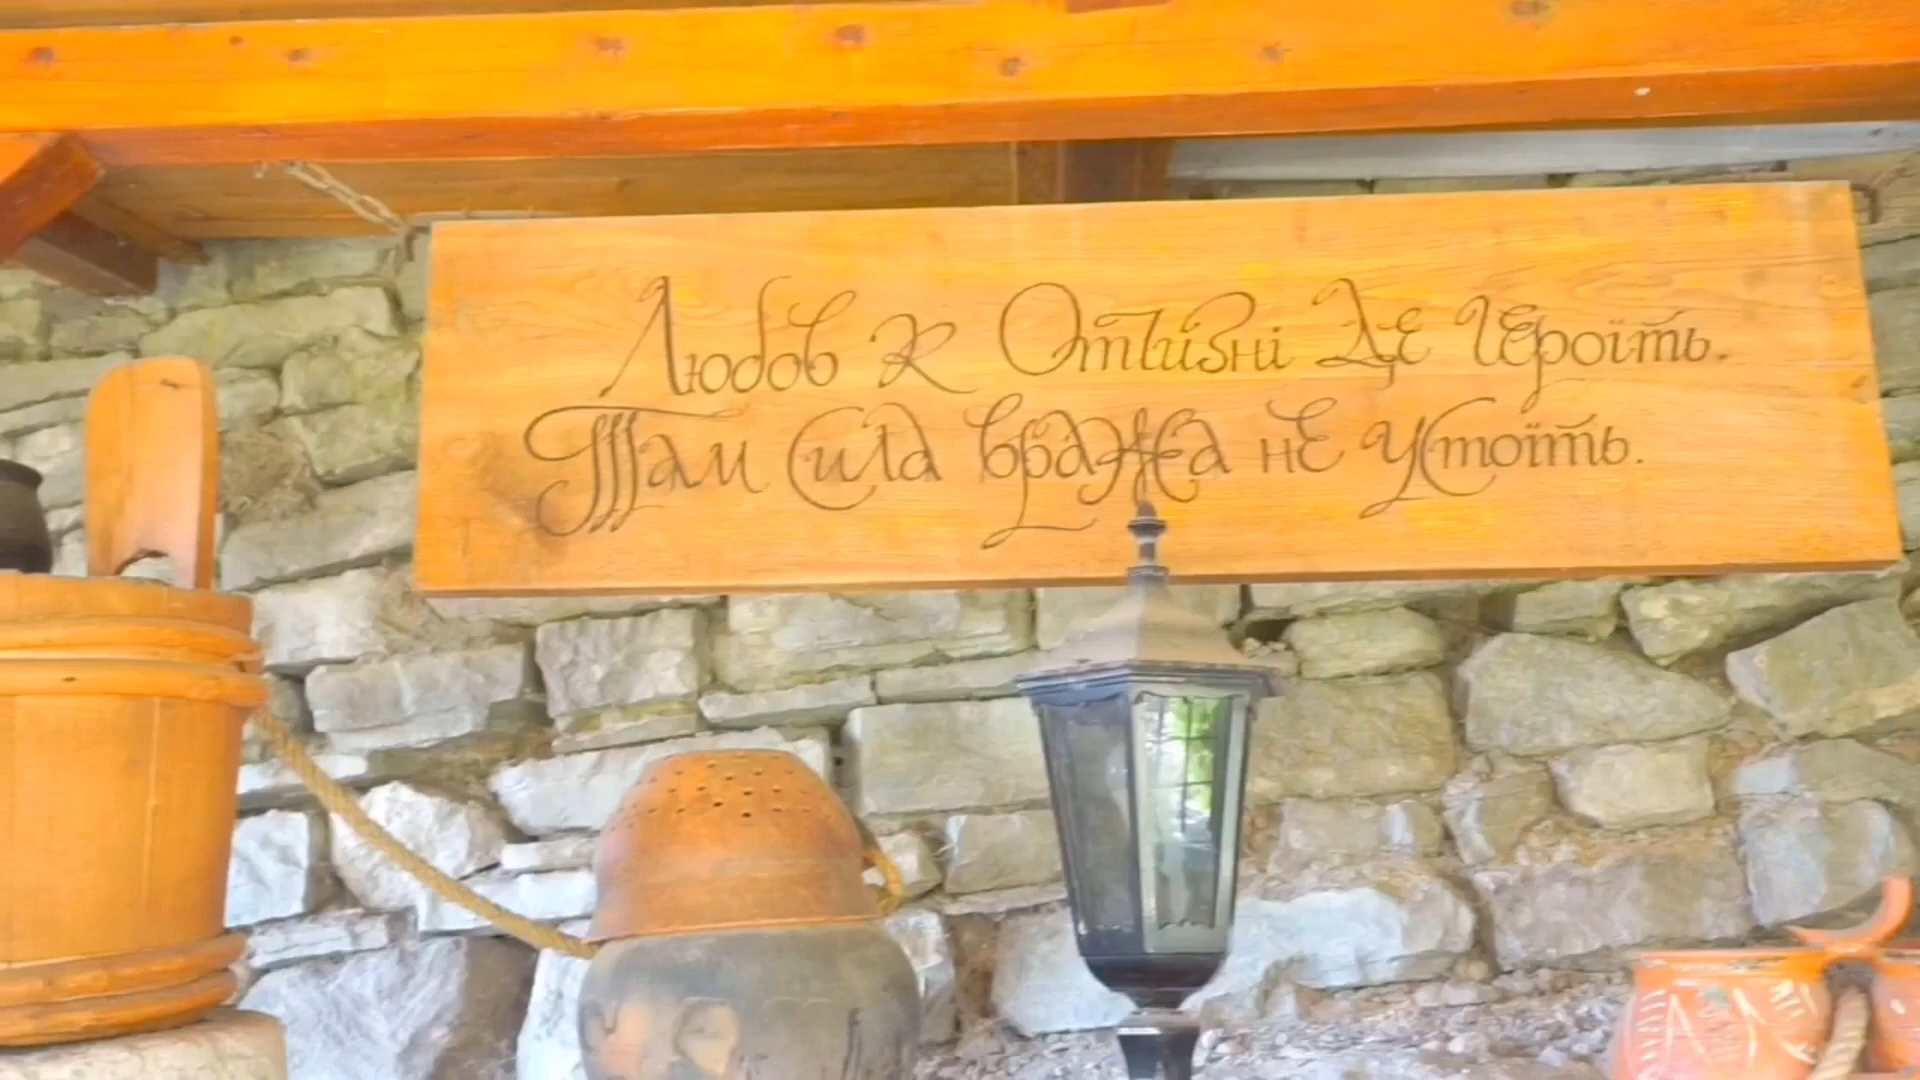 Любов к Отчизні Де Героїть.
Там Сила вража не Устоїть.